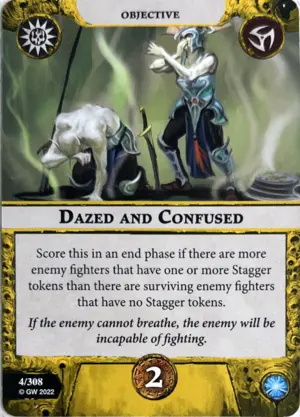 OBJECTIVE
DAZED AND CONFUSED
Score this in an end phase if there are more
enemy fighters that have one or more Stagger
tokens than there are surviving enemy fighters
that have no Stagger tokens.
If the enemy cannot breathe, the enemy will be
incapable of fighting.
4/308
© GW 2022
2